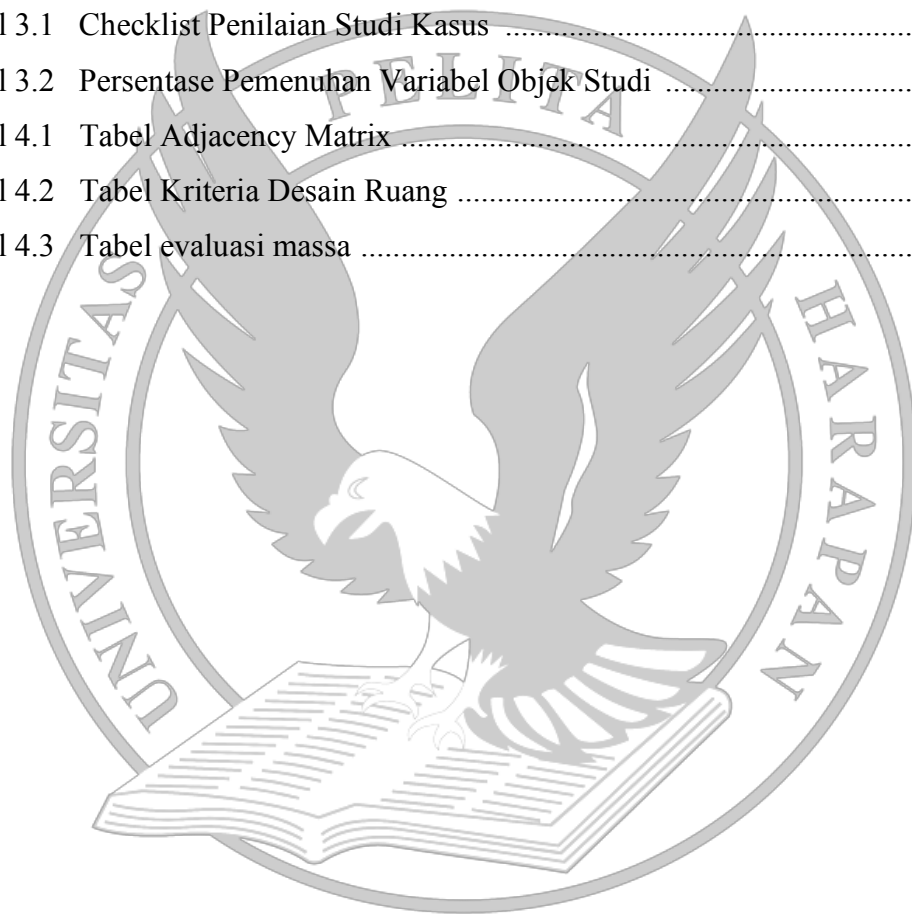 l 3.1 Checklist Penilaian Studi Kasus ........................................................
l 3.2 Persentase Pemenuhan Variabel Objek Studi ..................................
l 4.1 Tabel Adjacency Matrix ......................................................................
l 4.2 Tabel Kriteria Desain Ruang ..............................................................
l 4.3 Tabel evaluasi massa ...........................................................................
UNIVERSITAS PELITA HARAPAN